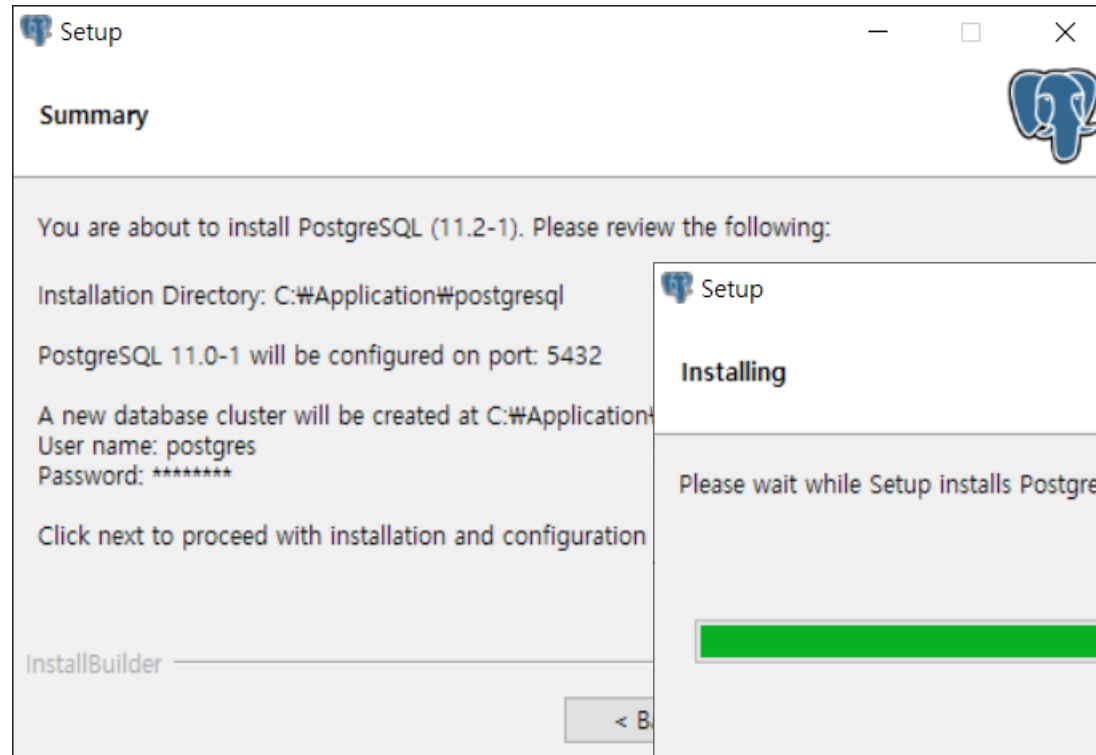 Setup
Summary
You are about to install PostgreSQL (11.2-1). Please review the following:
Installation Directory: C:₩Application₩postgresql
PostgreSQL 11.0-1 will be configured on port: 5432
A new database cluster will be created at C:₩Application₩
User name: postgres
Password: ********
Click next to proceed with installation and configuration
InstallBuilder
< Ba
Setup
Installing
Please wait while Setup installs Postgre